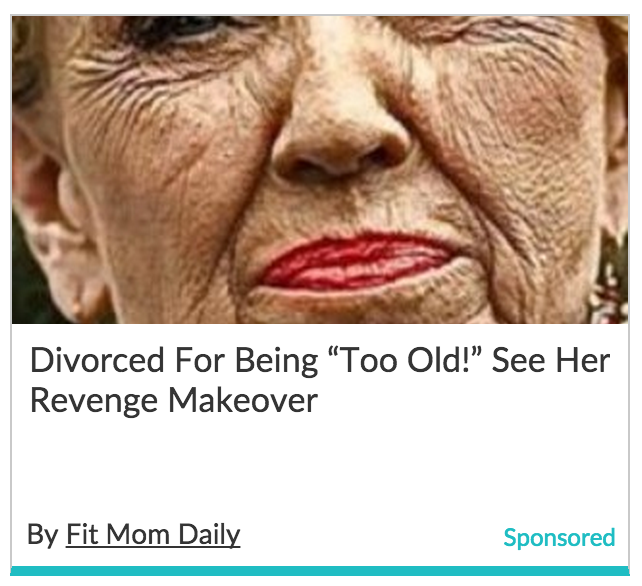 Divorced For Being “Too Old!” See Her
Revenge Makeover
By Fit Mom Daily
Sponsored